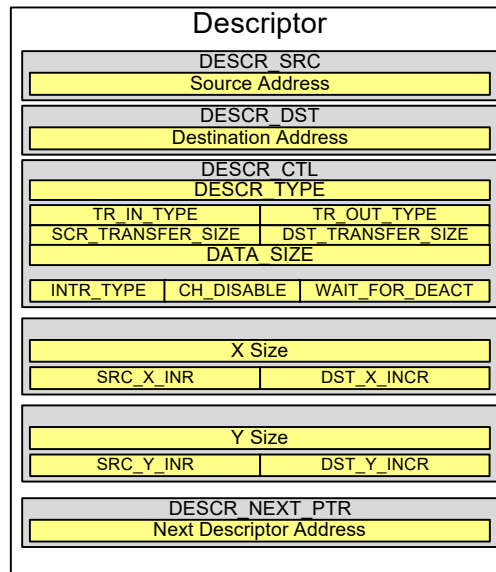 Descriptor
DESCR_SRC
Source Address
DESCR_DST
Destination Address
DESCR_CTL
DESCR_TYPE
TR_IN_TYPE TR_OUT_TYPE
SCR_TRANSFER_SIZE DST_TRANSFER_SIZE
DATA_SIZE
INTR_TYPE CH_DISABLE WAIT_FOR_DEACT
X Size
SRC_X_INR DST_X_INCR
Y Size
SRC_Y_INR DST_Y_INCR
DESCR_NEXT_PTR
Next Descriptor Address